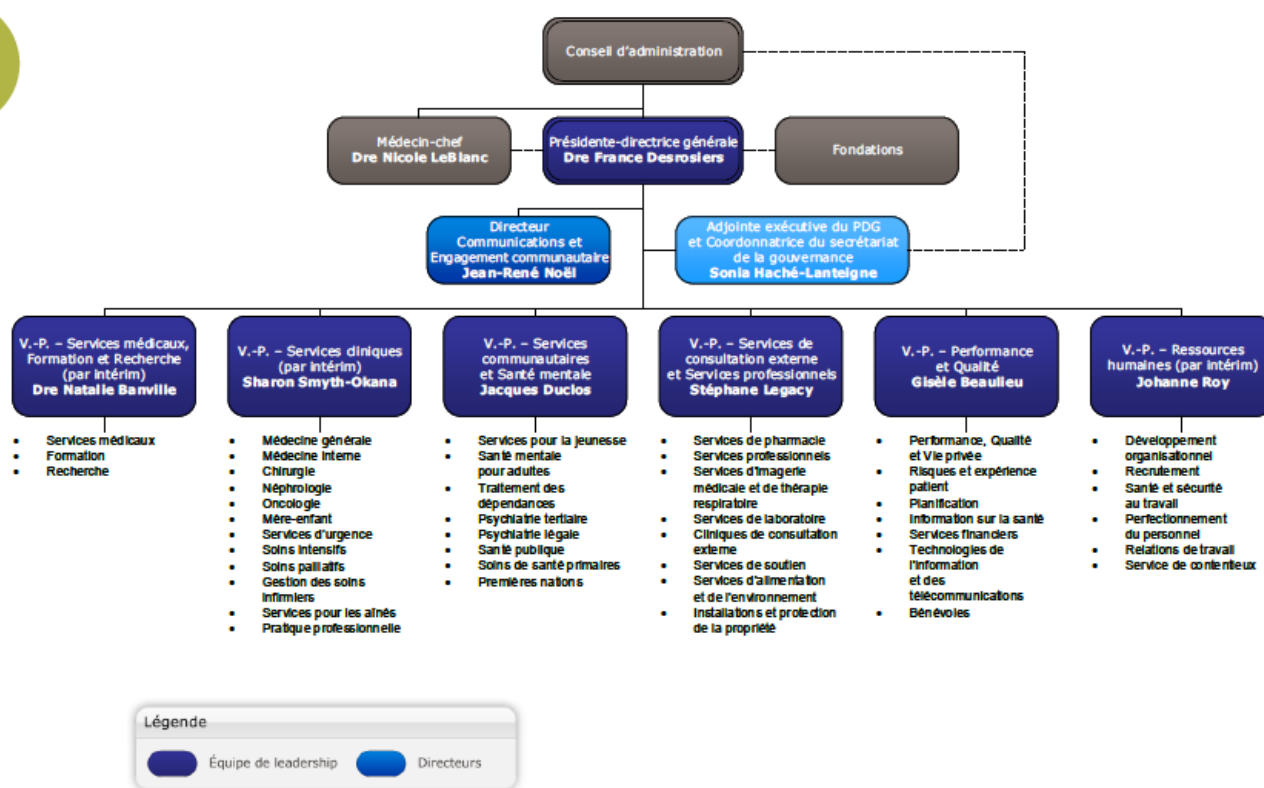 Conseil d'administration
Médecin-chef
Dre Nicole LeBlanc
Présidente-directrice générale
Dre France Desrosiers
Fondations
Directeur
Communications et
Engagement communautaire
Jean-René Noël
Adjointe exécutive du PDG
et Coordonnatrice du secrétariat
de la gouvernance
Sonia Haché-Lanteigne
V.-P. – Services médicaux,
Formation et Recherche
(par intérim)
Dre Natalie Banville
• Services médicaux
• Formation
• Recherche
V.-P. – Services cliniques
(par intérim)
Sharon Smyth-Okana
• Médecine générale
• Médecine interne
• Chirurgie
• Néphrologie
• Oncologie
• Mère-enfant
• Services d'urgence
• Soins intensifs
• Soins palliatifs
• Gestion des soins
infirmiers
• Services pour les aînés
• Pratique professionnelle
V.-P. – Services
communautaires
et Santé mentale
Jacques Duclos
• Services pour la jeunesse
• Santé mentale
pour adultes
• Traitement des
dépendances
• Psychiatrie tertiaire
• Psychiatrie légale
• Santé publique
• Soins de santé primaires
• Premières nations
V.-P. – Services de
consultation externe
et Services professionnels
Stéphane Legacy
• Services de pharmacie
• Services professionnels
• Services d'imagerie
médicale et de thérapie
respiratoire
• Services de laboratoire
• Cliniques de consultation
externe
• Services de soutien
• Services d'alimentation
et de l'environnement
• Installations et protection
de la propriété
V.-P. – Performance
et Qualité
Gisèle Beaulieu
• Performance, Qualité
et Vie privée
• Risques et expérience
patient
• Planification
• Information sur la santé
• Services financiers
• Technologies de
l'information
et des
télécommunications
• Bénévoles
V.-P. – Ressources
humaines (par intérim)
Johanne Roy
• Développement
organisationnel
• Recrutement
• Santé et sécurité
au travail
• Perfectionnement
du personnel
• Relations de travail
• Service de contentieux
Légende
Équipe de leadership
Directeurs